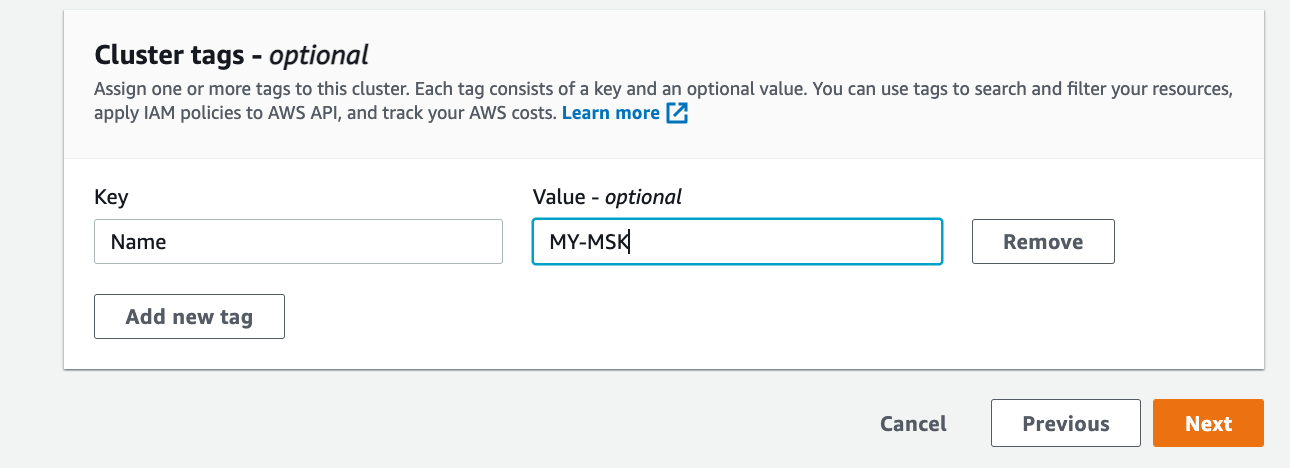 Cluster tags - optional
Assign one or more tags to this cluster. Each tag consists of a key and an optional value. You can use tags to search and filter your resources,
apply IAM policies to AWS API, and track your AWS costs. Learn more
Key
Value - optional
Name
MY-MSK
Remove
Add new tag
Cancel
Previous
Next